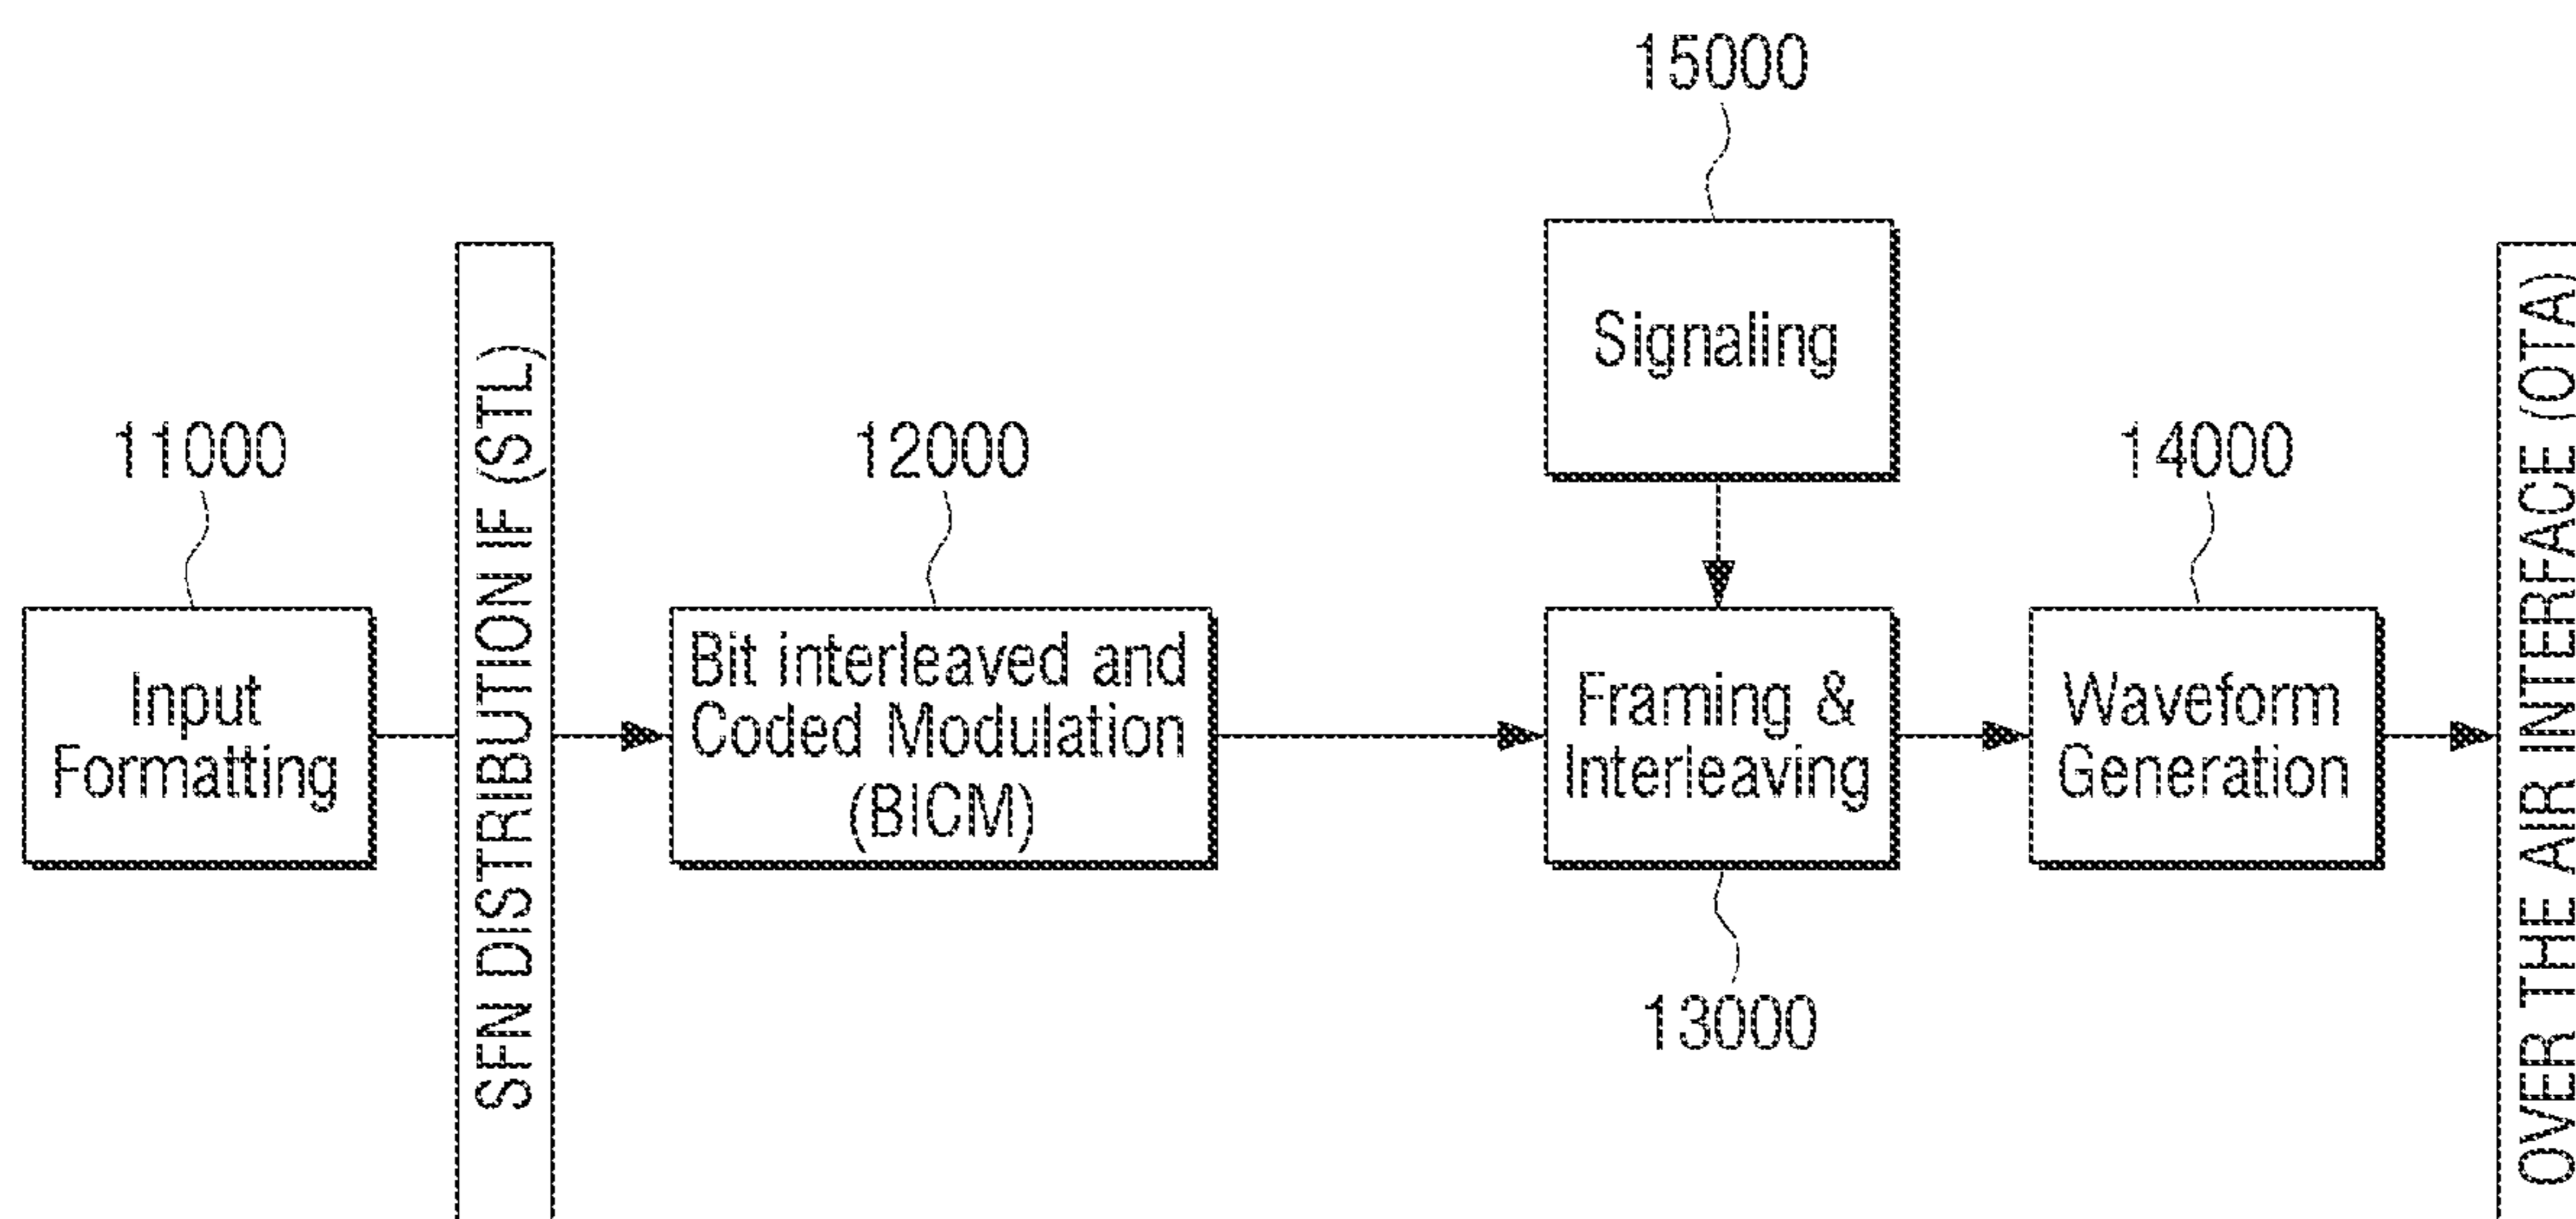 15000
Signaling
11000
12000
14000
SFN DISTRIBUTION IF (STL)
OVER THE AIR INTERFACE (OTA)
Input
Formatting
Bit interleaved and
Coded Modulation
(BICM)
Framing &
Interleaving
Waveform
Generation
13000